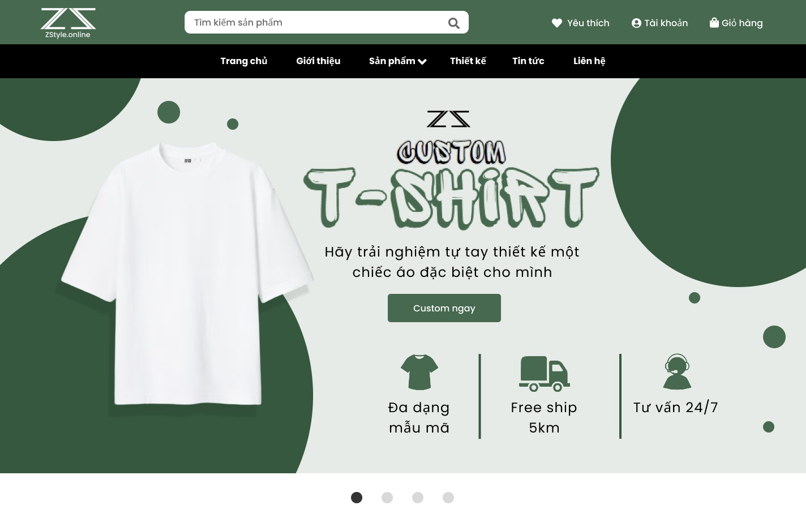 ZS
ZStyle.online
Tìm kiếm sản phẩm
Yêu thích
Tài khoản
Giỏ hàng
Trang chủ
Giới thiệu
Sản phẩm
Thiết kế
Tin tức
Liên hệ
ZS
CUSTOM
T-SHiRT
Hãy trải nghiệm tự tay thiết kế một
chiếc áo đặc biệt cho mình
Custom ngay
Đa dạng
mẫu mã
Free ship
5km
Tư vấn 24/7